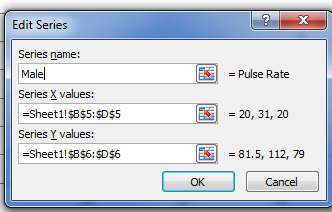 Edit Series
Series name:
Male = Pulse Rate
Series X values:
=Sheet1!$B$5:$D$5 = 20, 31, 20
Series Y values:
=Sheet1!$B$6:$D$6 = 81.5, 112, 79
OK Cancel